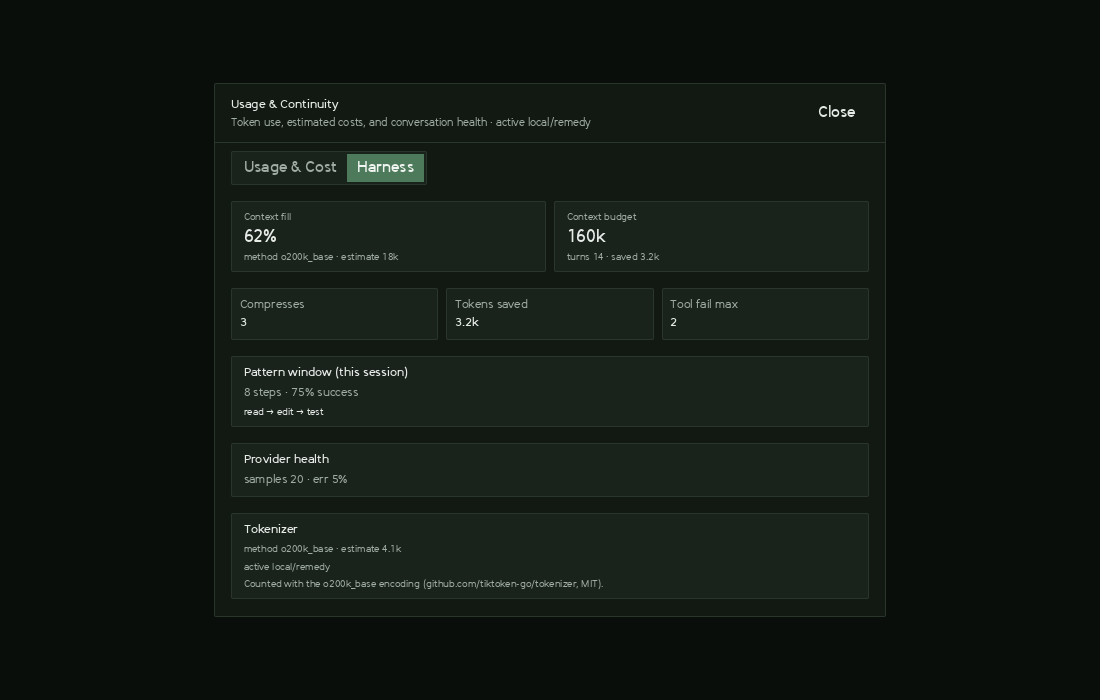 Usage & Continuity
Close
Token use, estimated costs, and conversation health · active local/remedy
Usage & Cost
Harness
Context fill
62%
method o200k_base · estimate 18k
Context budget
160k
turns 14 · saved 3.2k
Compresses
3
Tokens saved
3.2k
Tool fail max
2
Pattern window (this session)
8 steps · 75% success
read → edit → test
Provider health
samples 20 · err 5%
Tokenizer
method o200k_base · estimate 4.1k
active local/remedy
Counted with the o200k_base encoding (github.com/tiktoken-go/tokenizer, MIT).